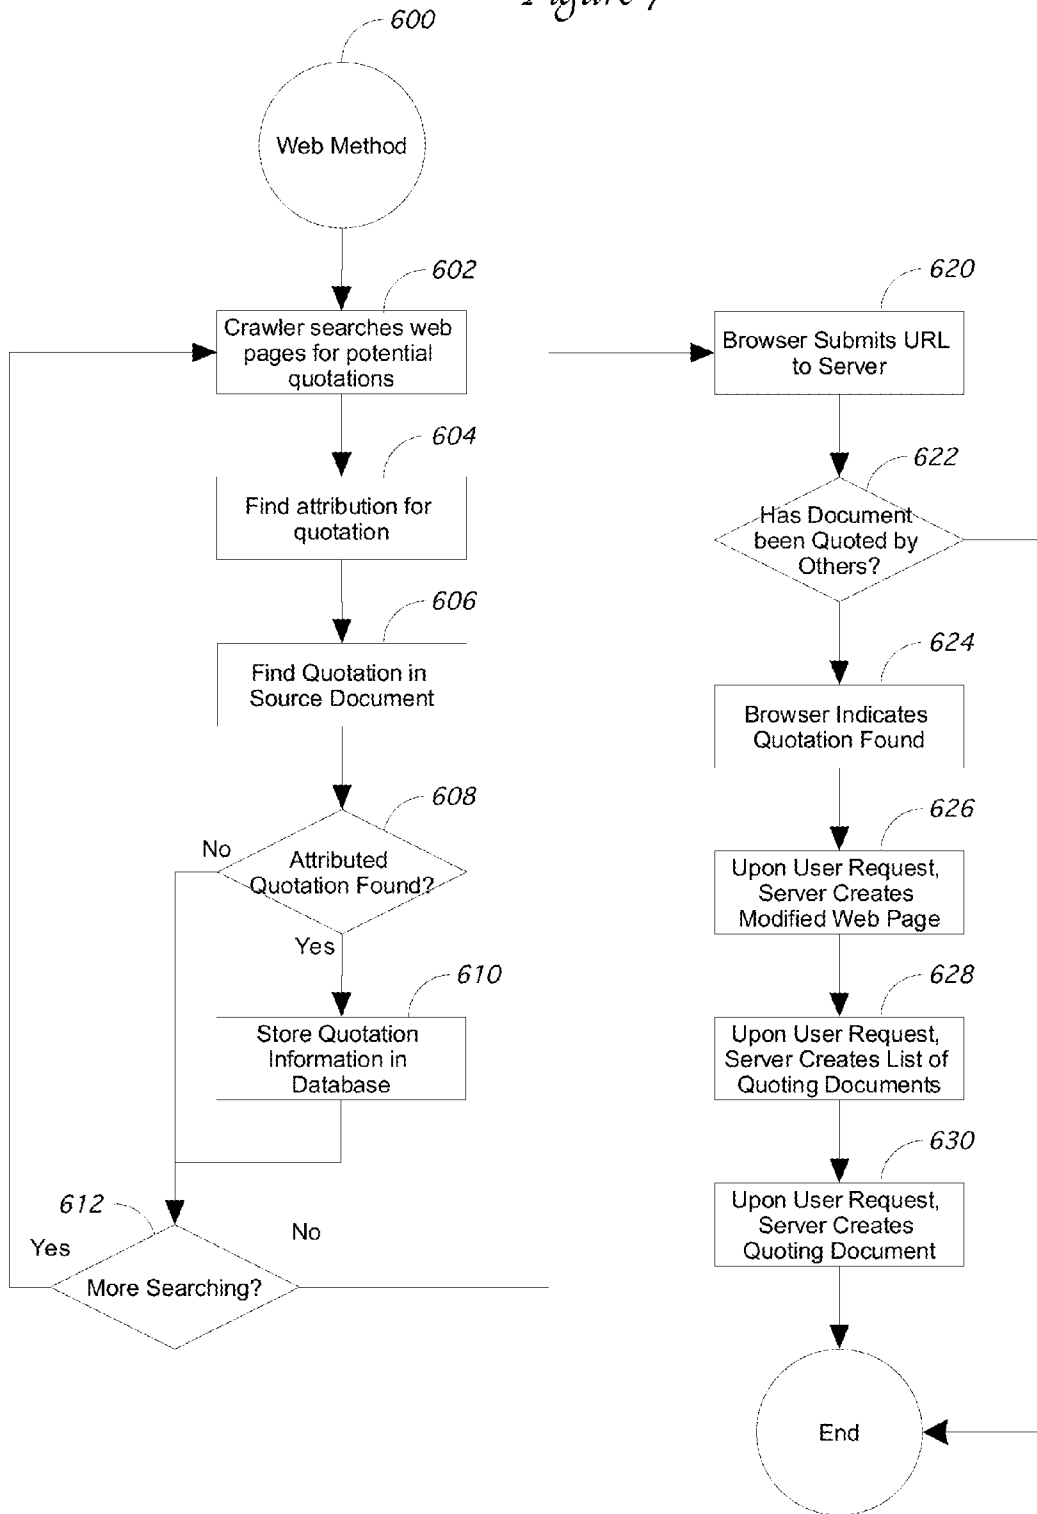 Figure 7
600
Web Method
602
Crawler searches web
pages for potential
quotations
604
Find attribution for
quotation
606
Find Quotation in
Source Document
608
No
Attributed
Quotation Found?
Yes
610
Store Quotation
Information in
Database
612
Yes
No
More Searching?
620
Browser Submits URL
to Server
622
Has Document
been Quoted by
Others?
624
Browser Indicates
Quotation Found
626
Upon User Request,
Server Creates
Modified Web Page
628
Upon User Request,
Server Creates List of
Quoting Documents
630
Upon User Request,
Server Creates
Quoting Document
End